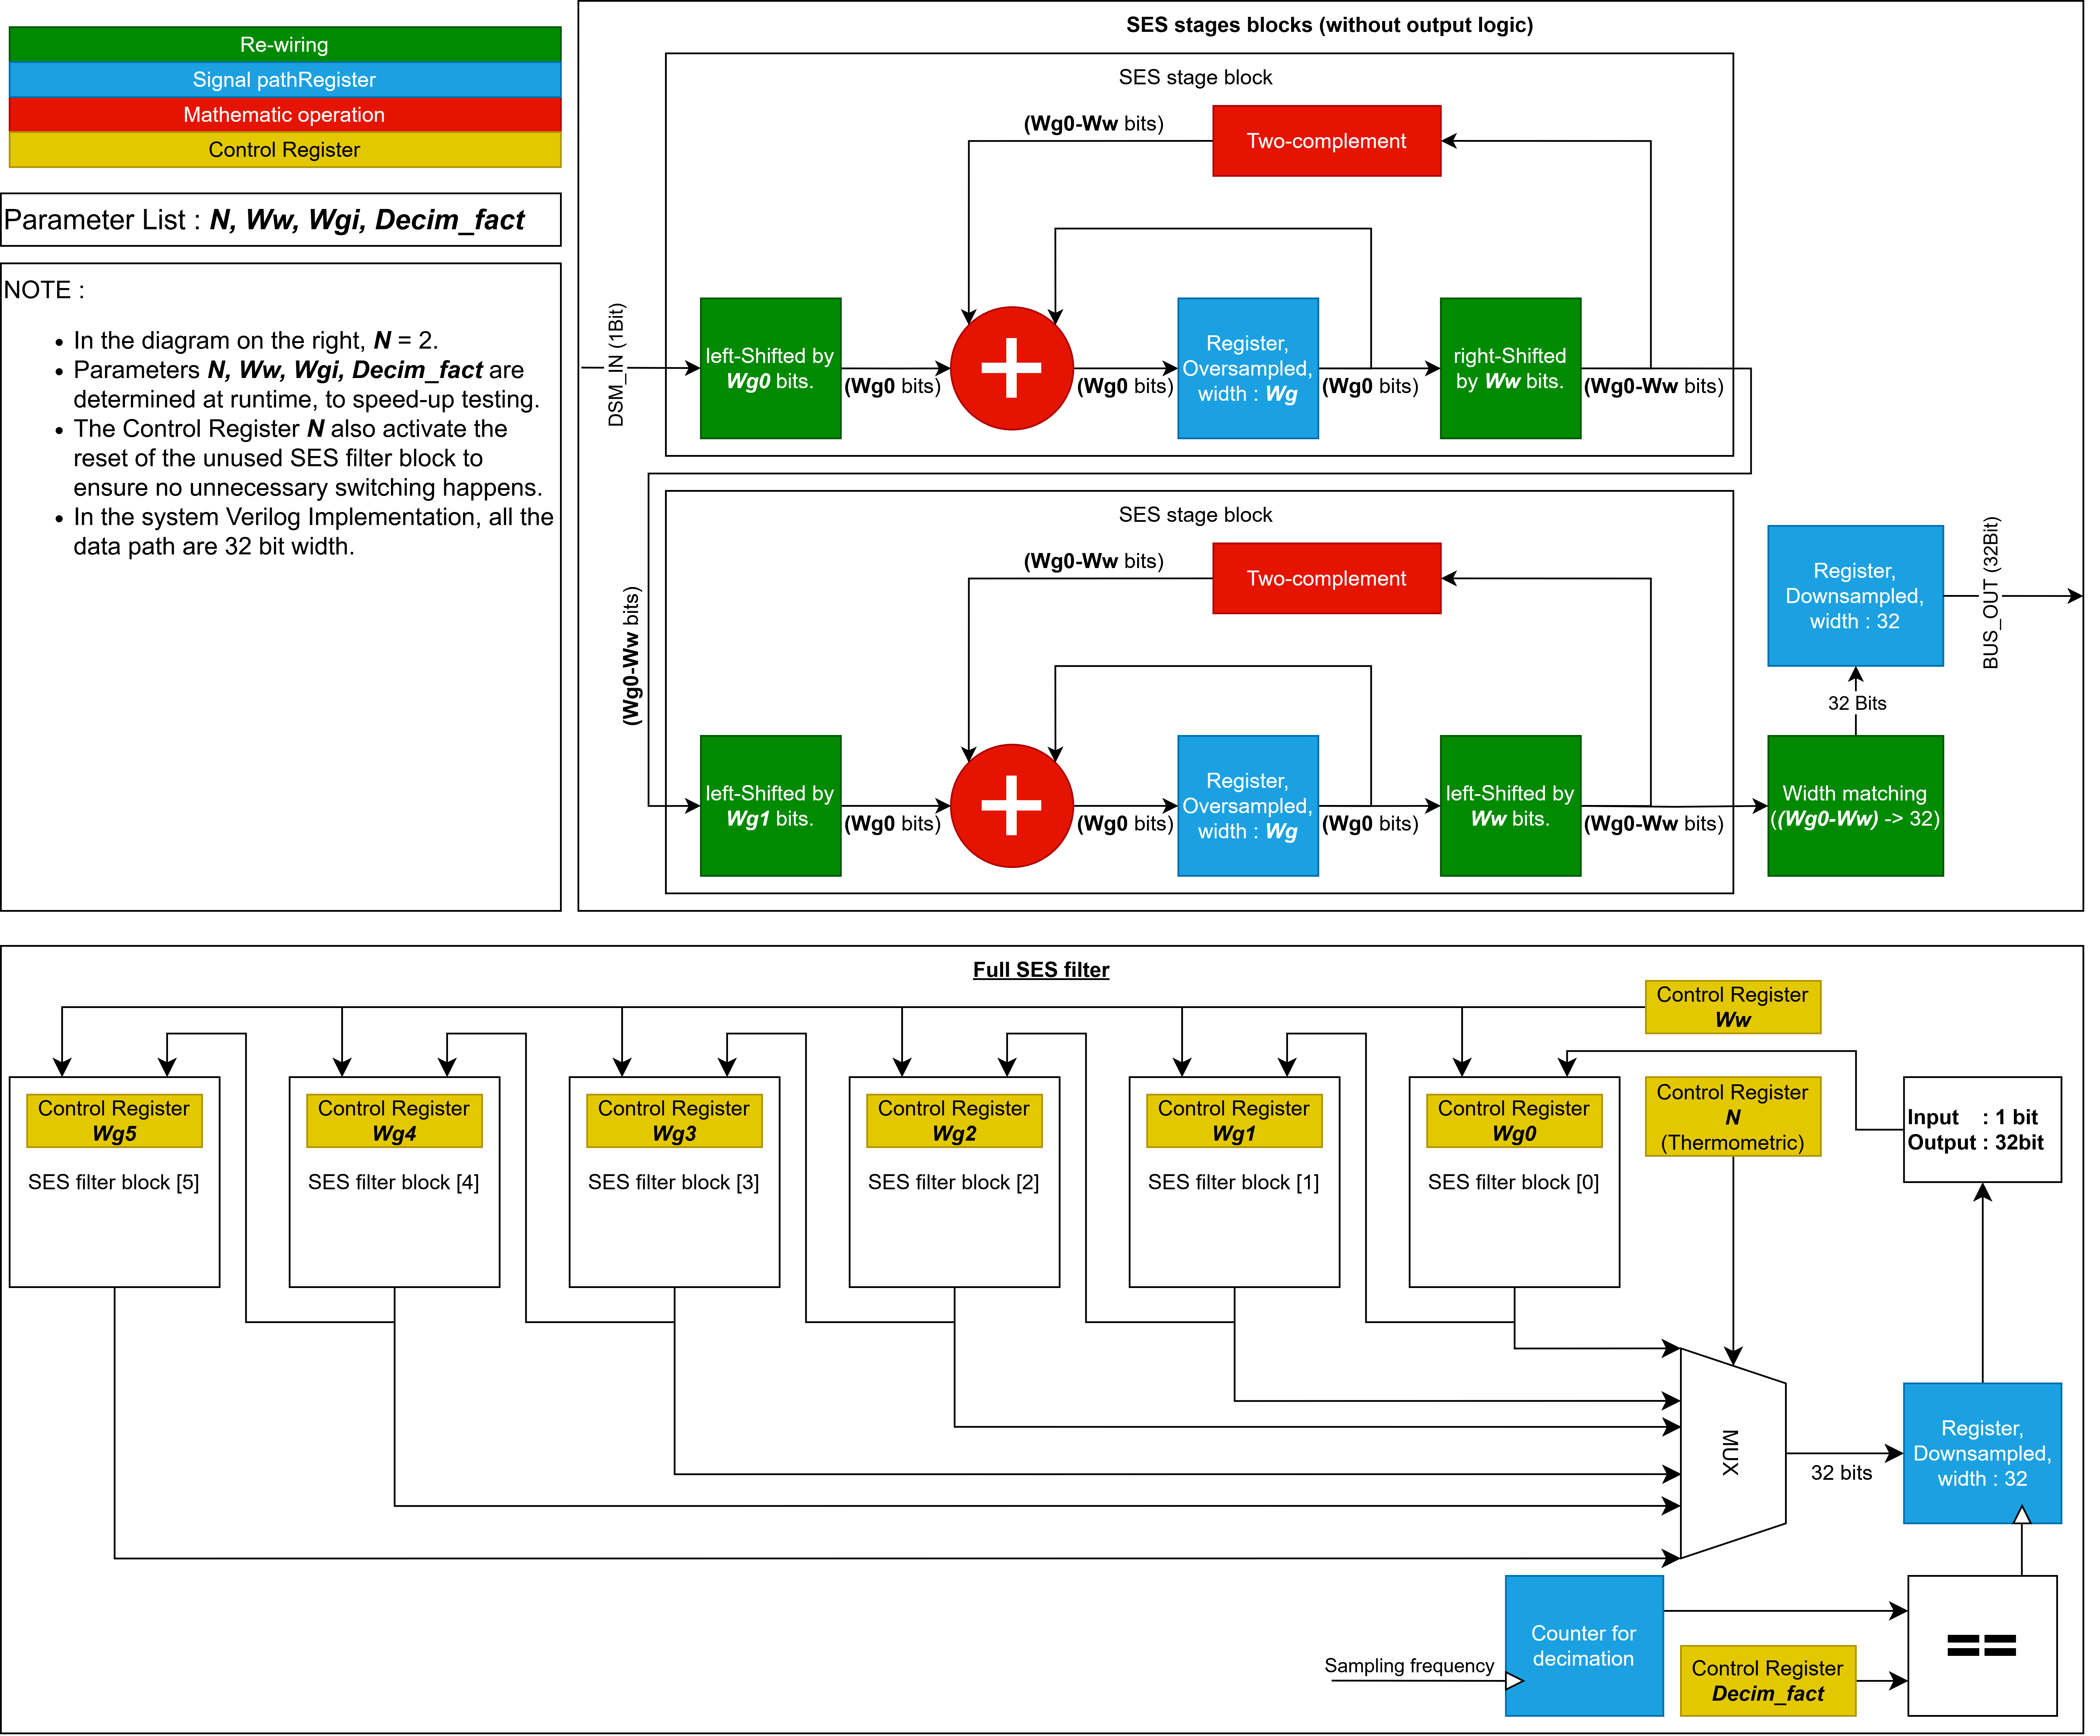 Re-wiring
Signal pathRegister
Mathematic operation
Control Register
Parameter List : N, Ww, Wgi, Decim_fact
NOTE :
• In the diagram on the right, N = 2.
• Parameters N, Ww, Wgi, Decim_fact are
determined at runtime, to speed-up testing.
• The Control Register N also activate the
reset of the unused SES filter block to
ensure no unnecessary switching happens.
• In the system Verilog Implementation, all the
data path are 32 bit width.
SES stages blocks (without output logic)
SES stage block
(Wg0-Ww bits)
Two-complement
DSM_IN (1Bit)
left-Shifted by
Wg0 bits.
(Wg0 bits)
(Wg0 bits)
Register,
Oversampled,
width : Wg
(Wg0 bits)
right-Shifted
by Ww bits.
(Wg0-Ww bits)
SES stage block
(Wg0-Ww bits)
Two-complement
(Wg0-Ww bits)
left-Shifted by
Wg1 bits.
(Wg0 bits)
(Wg0 bits)
Register,
Oversampled,
width : Wg
(Wg0 bits)
left-Shifted by
Ww bits.
(Wg0-Ww bits)
Width matching
((Wg0-Ww) -> 32)
32 Bits
Register,
Downsampled,
width : 32
BUS_OUT (32Bit)
Full SES filter
Control Register
Ww
Control Register
Wg5
SES filter block [5]
Control Register
Wg4
SES filter block [4]
Control Register
Wg3
SES filter block [3]
Control Register
Wg2
SES filter block [2]
Control Register
Wg1
SES filter block [1]
Control Register
Wg0
SES filter block [0]
Control Register
N
(Thermometric)
Input : 1 bit
Output : 32bit
MUX
32 bits
Register,
Downsampled,
width : 32
Sampling frequency
Counter for
decimation
Control Register
Decim_fact
==